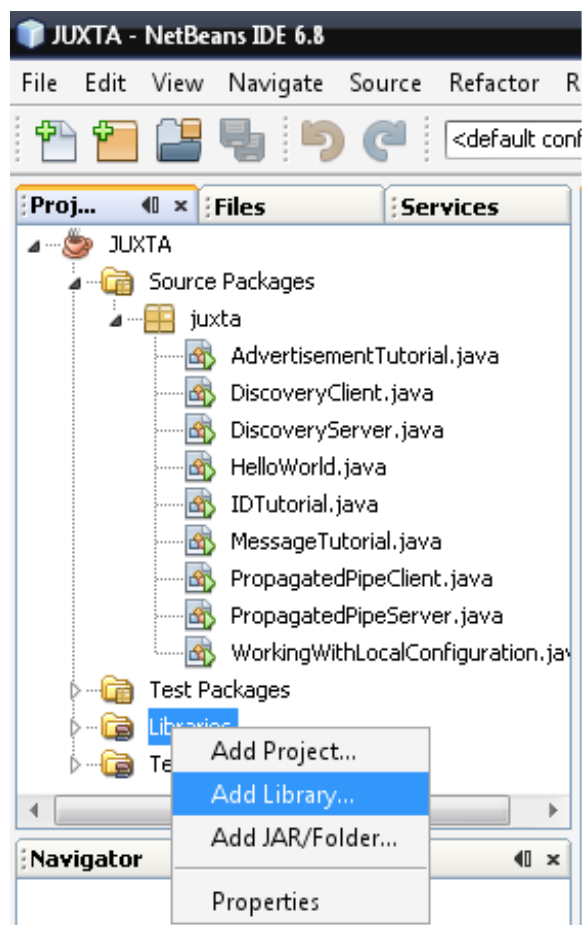 JUXTA - NetBeans IDE 6.8
File Edit View Navigate Source Refactor R
<default conf
Proj... Files Services
JUXTA
Source Packages
juxta
AdvertisementTutorial.java
DiscoveryClient.java
DiscoveryServer.java
HelloWorld.java
IDTutorial.java
MessageTutorial.java
PropagatedPipeClient.java
PropagatedPipeServer.java
WorkingWithLocalConfiguration.jav
Test Packages
Libraries
Te
Add Project...
Add Library...
Add JAR/Folder...
Properties
Navigator